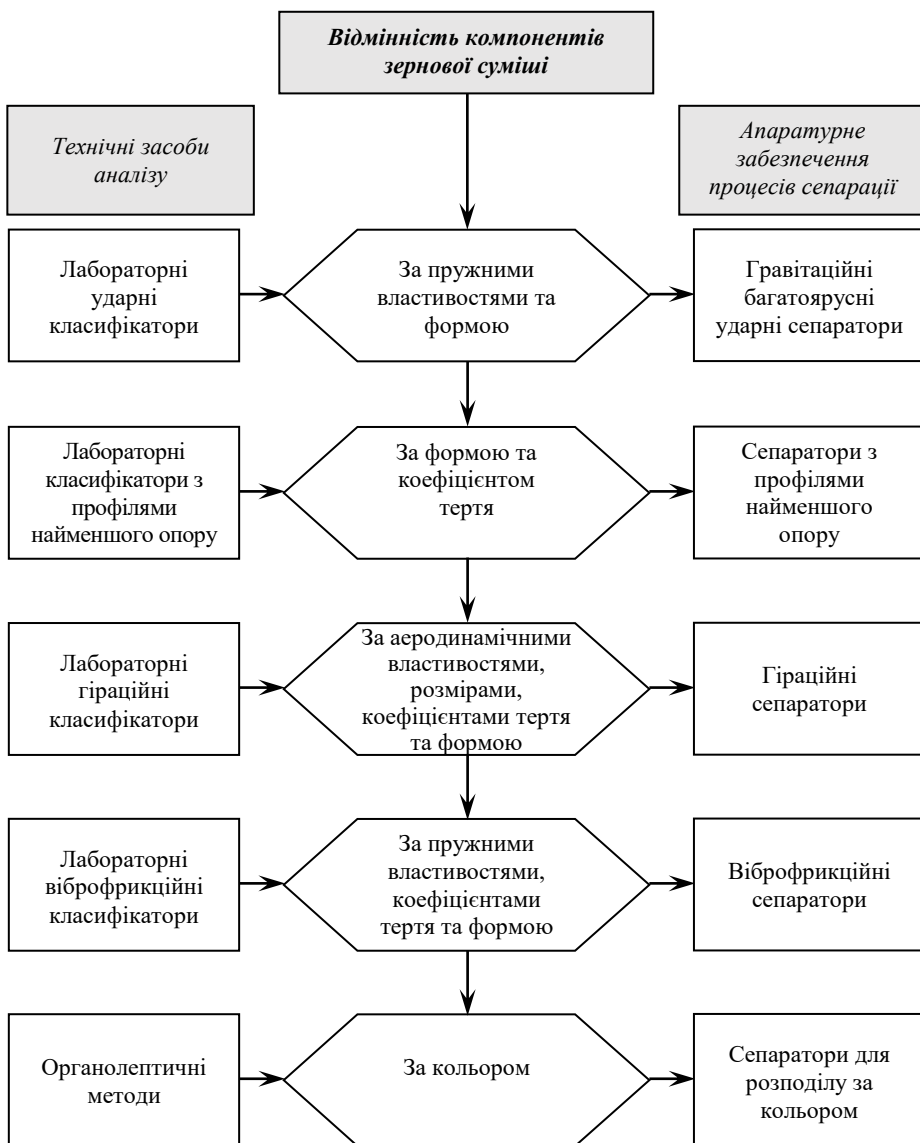 Відмінність компонентів
зернової суміші
Технічні засоби
аналізу
Апаратурне
забезпечення
процесів сепарації
Лабораторні
ударні
класифікатори
За пружними
властивостями та
формою
Гравітаційні
багатоярусні
ударні сепаратори
Лабораторні
класифікатори з
профілями
найменшого опору
За формою та
коефіцієнтом
тертя
Сепаратори з
профілями
найменшого
опору
Лабораторні
гіраційні
класифікатори
За аеродинамічними
властивостями,
розмірами,
коефіцієнтами тертя
та формою
Гіраційні
сепаратори
Лабораторні
віброфрикційні
класифікатори
За пружними
властивостями,
коефіцієнтами
тертя та формою
Віброфрикційні
сепаратори
Органолептичні
методи
За кольором
Сепаратори для
розподілу за
кольором